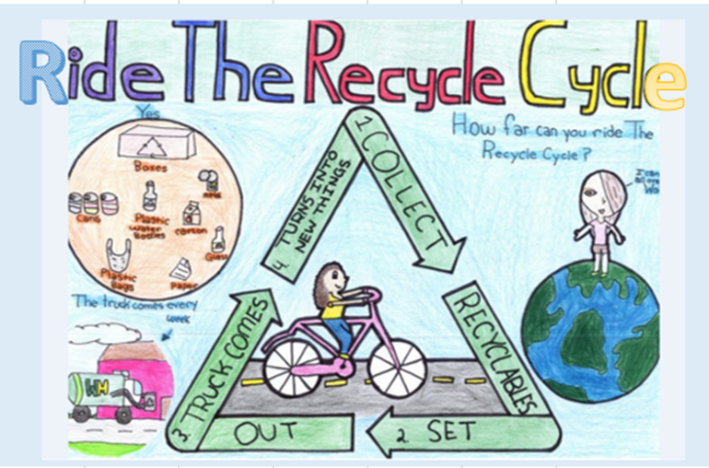 Ride The Recycle Cycle
Yes
Boxes
Cans
Plastic
Water
Bottles
carton
Glass
Plastic
Bags
Paper
The truck comes every
week
WM
How far can you ride The
Recycle Cycle?
I can
1 COLLECT
RECYCLABLES
2 SET
OUT
3. TRUCK COMES
4 TURNS INTO
NEW THINGS